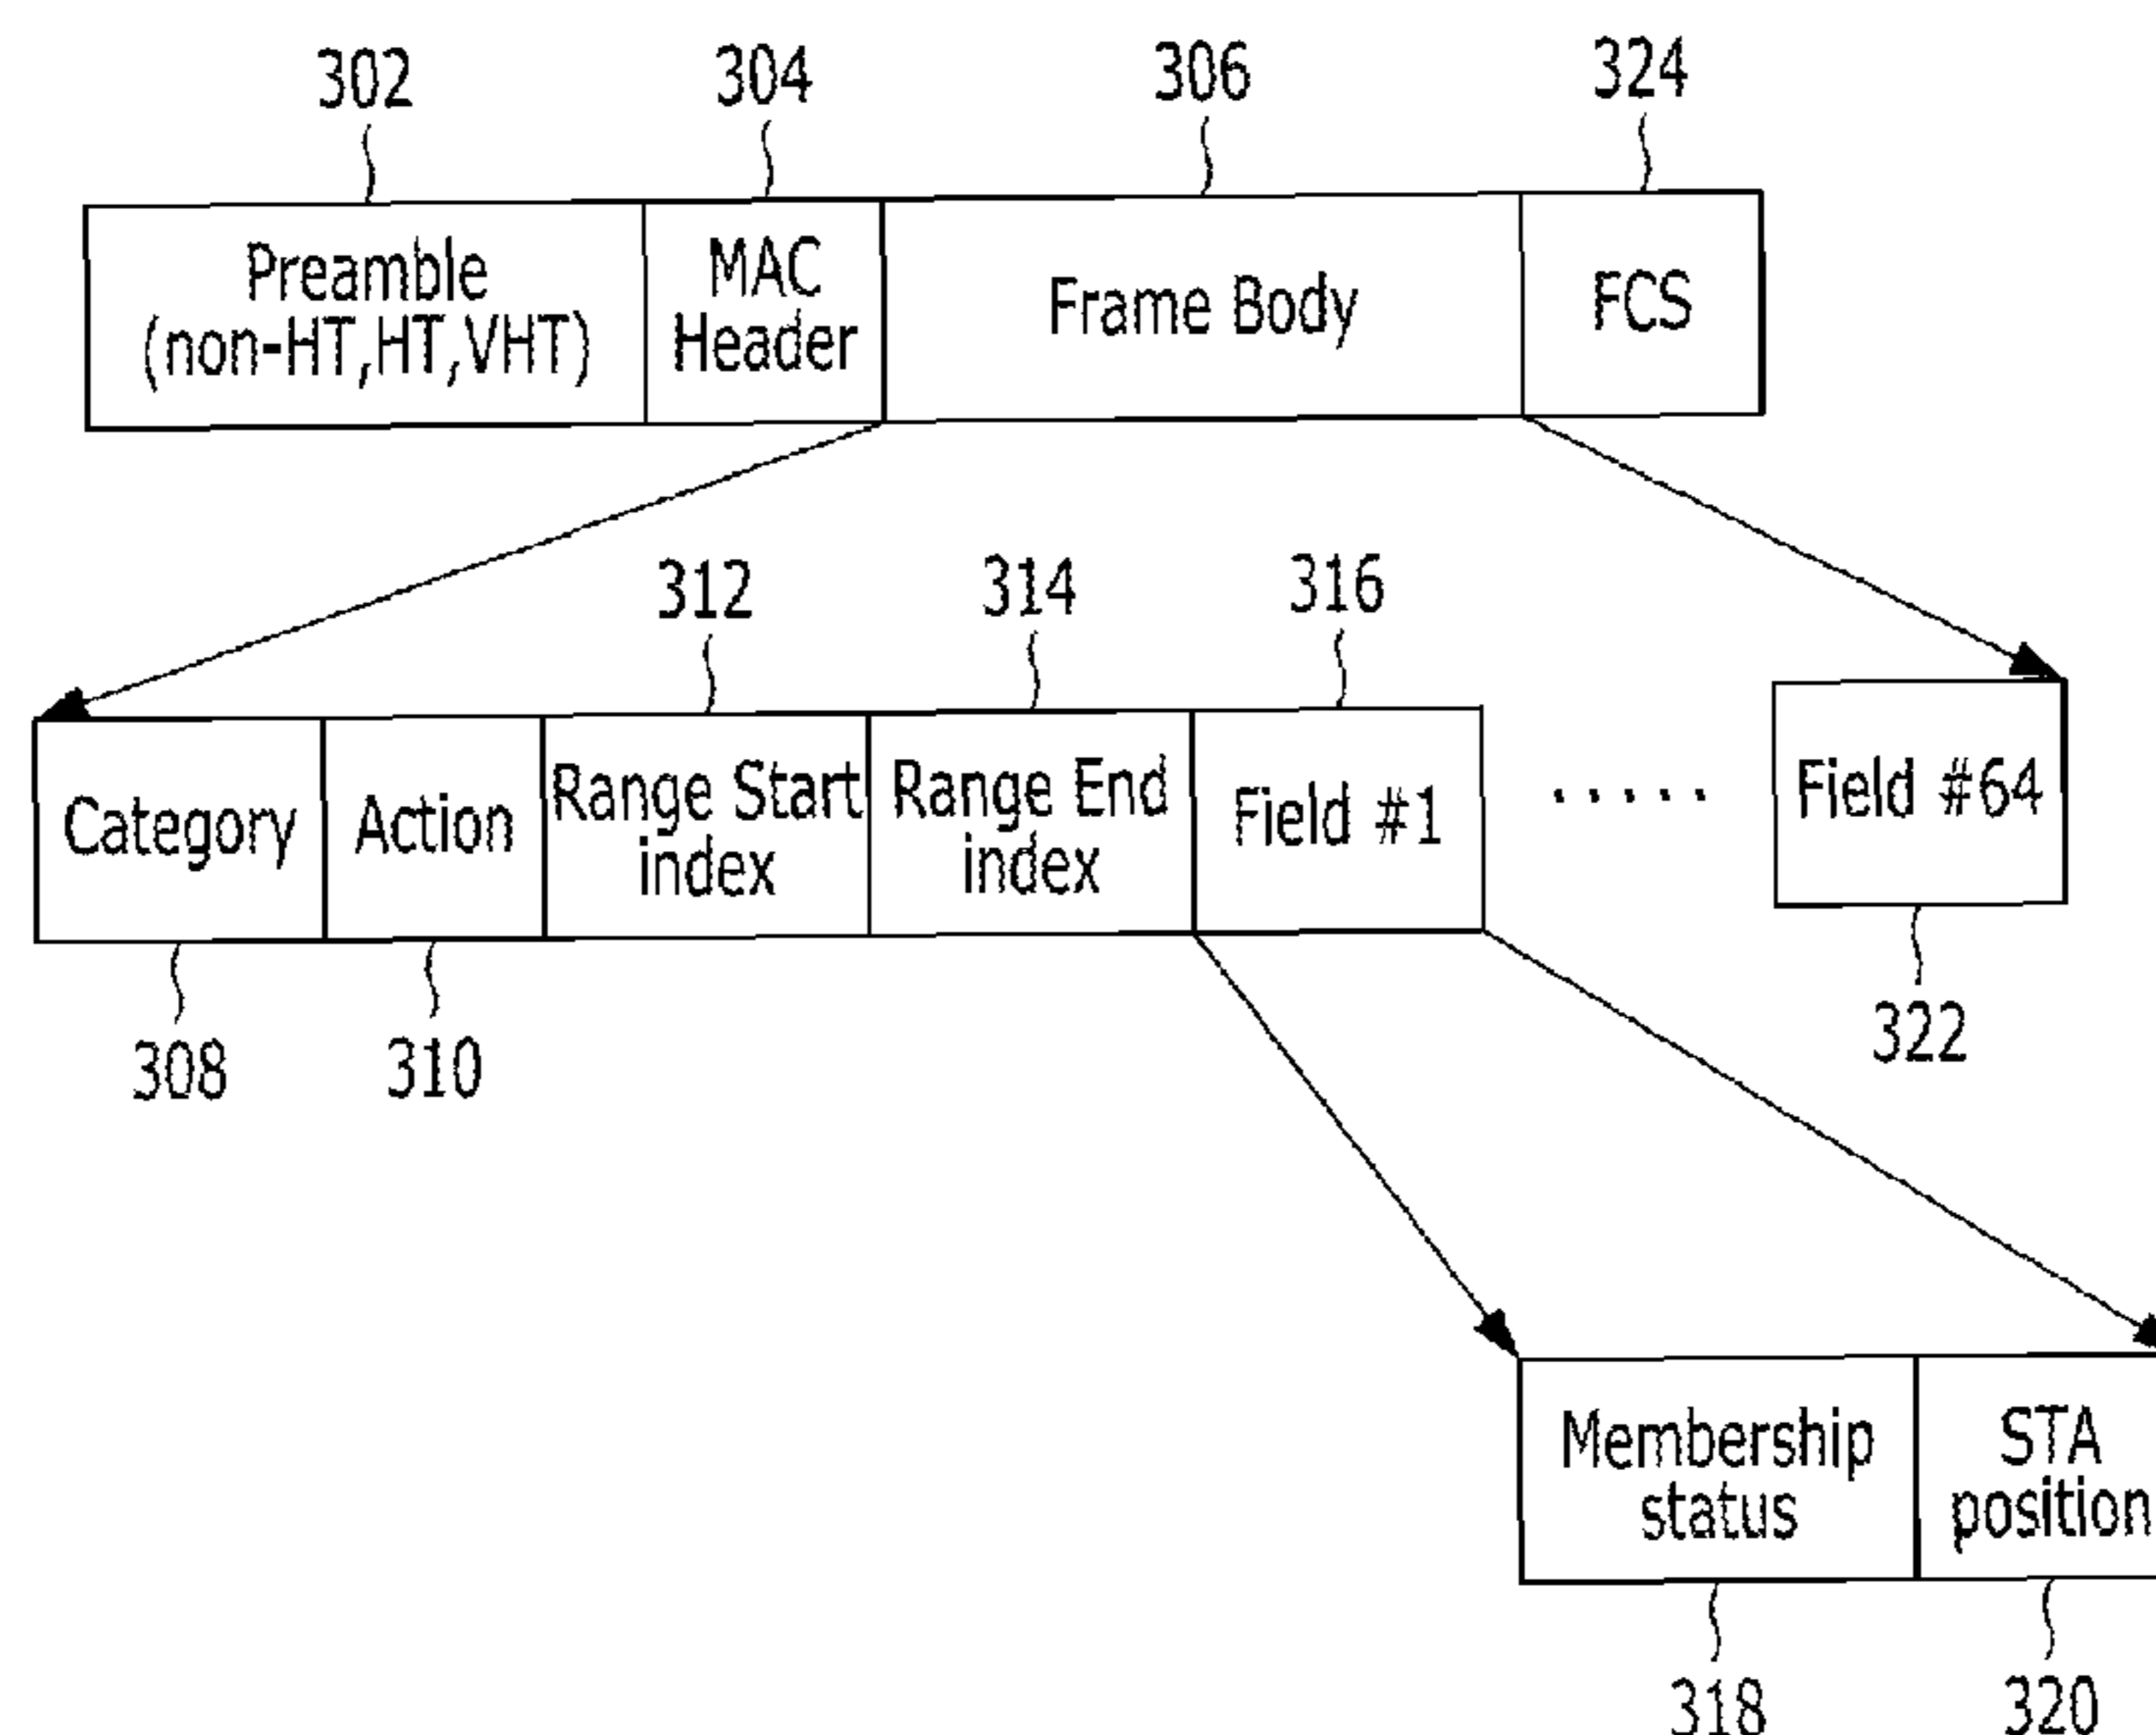 302
304
306
324
Preamble
(non-HT,HT,VHT)
MAC
Header
Frame Body
FCS
312
314
316
Category
Action
Range Start
index
Range End
index
Field #1
.....
Field #64
308
310
322
Membership
status
STA
position
318
320